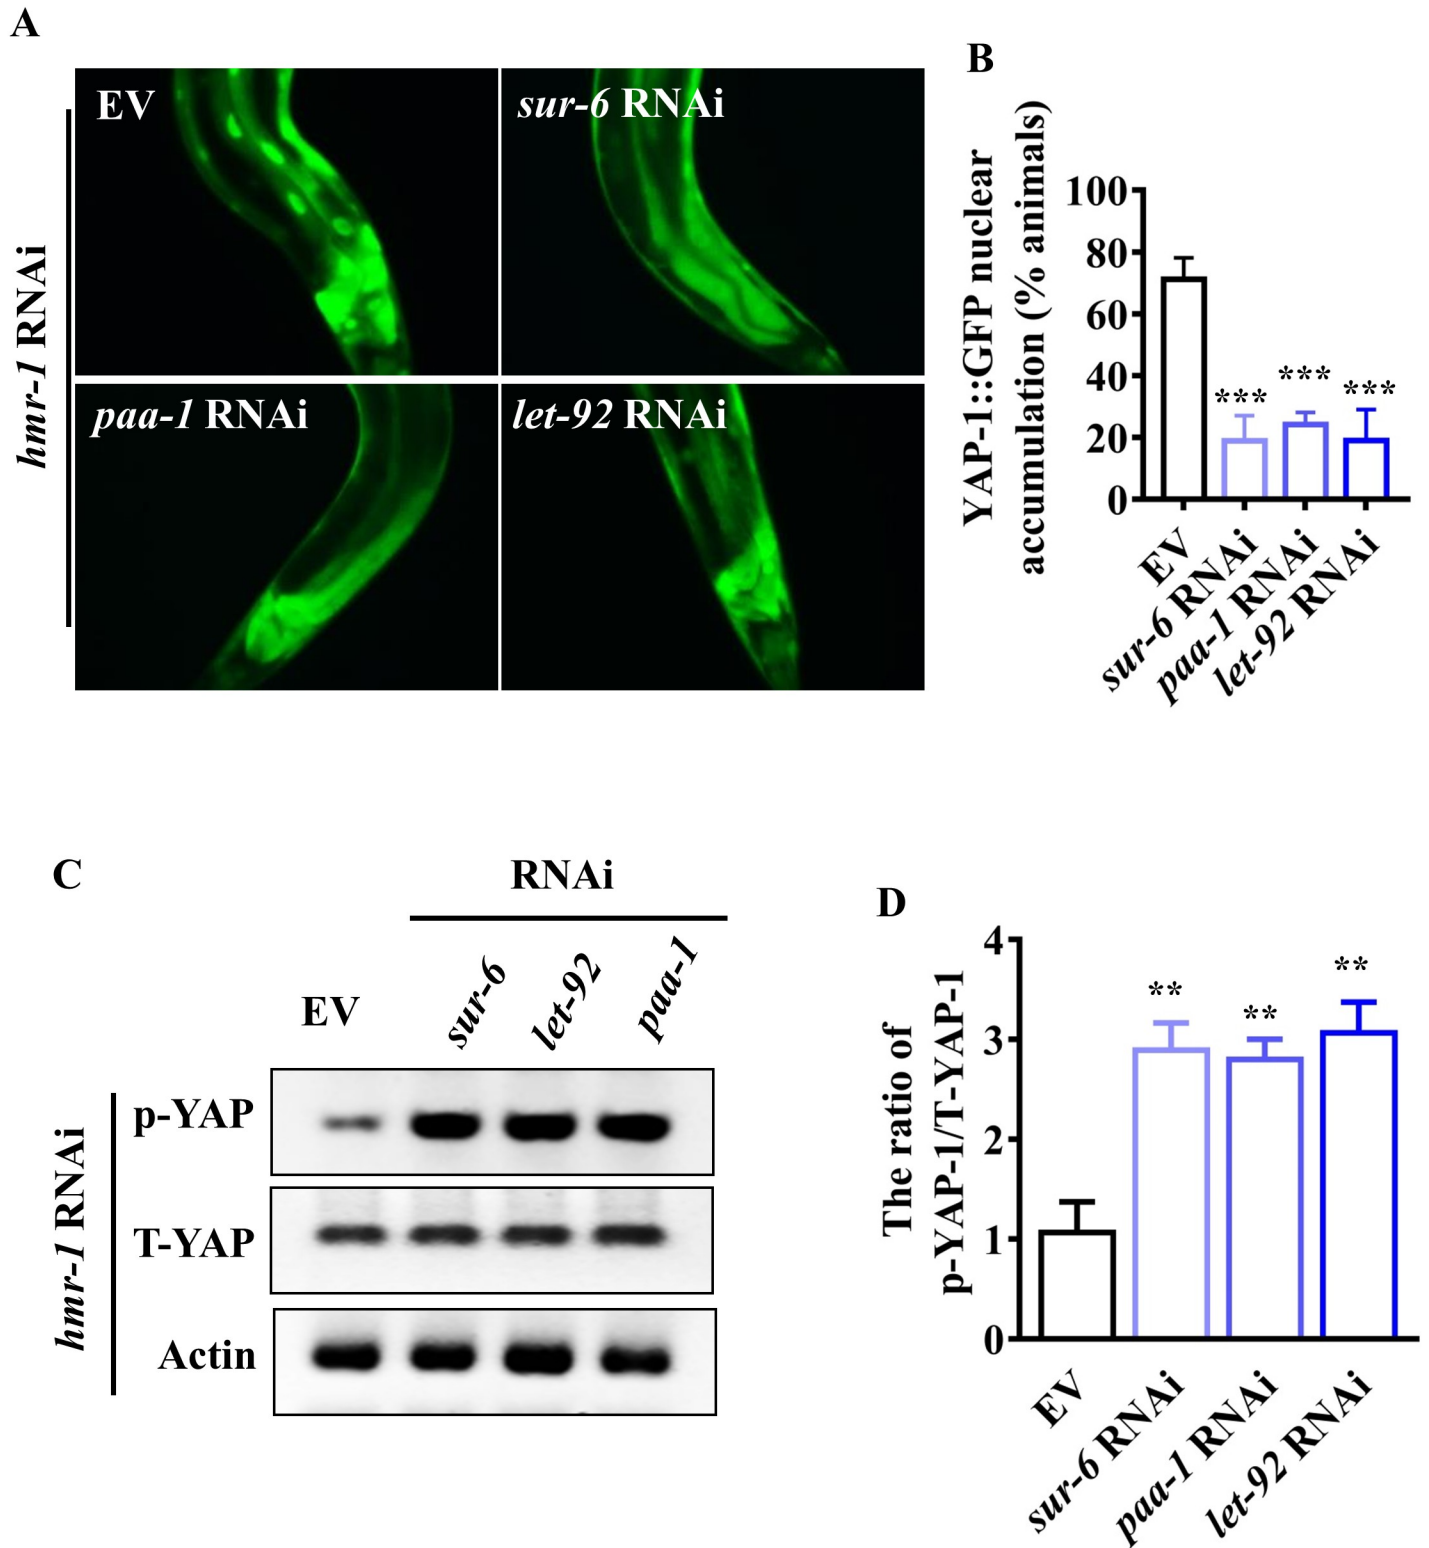 A
EV
sur-6 RNAi
paa-1 RNAi
let-92 RNAi
hmr-1 RNAi
B
YAP-1::GFP nuclear
accumulation (% animals)
100
80
60
40
20
0
***
***
***
EV
sur-6 RNAi
paa-1 RNAi
let-92 RNAi
C
RNAi
EV
sur-6
let-92
paa-1
hmr-1 RNAi
p-YAP
T-YAP
Actin
D
The ratio of
p-YAP-1/T-YAP-1
4
3
2
1
0
**
**
**
EV
sur-6 RNAi
paa-1 RNAi
let-92 RNAi